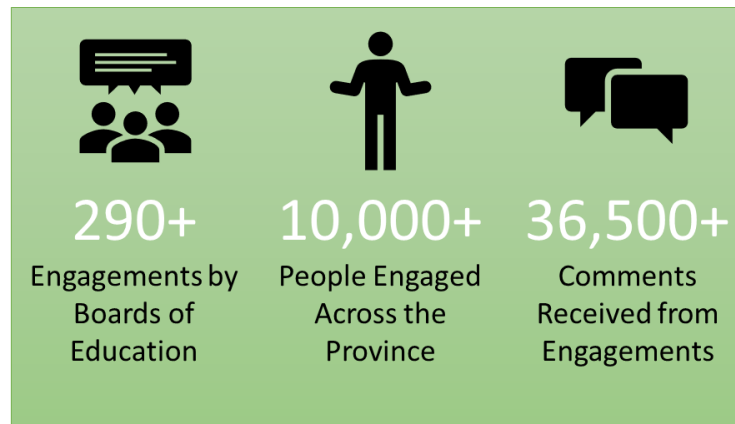 290+
Engagements by
Boards of
Education
10,000+
People Engaged
Across the
Province
36,500+
Comments
Received from
Engagements